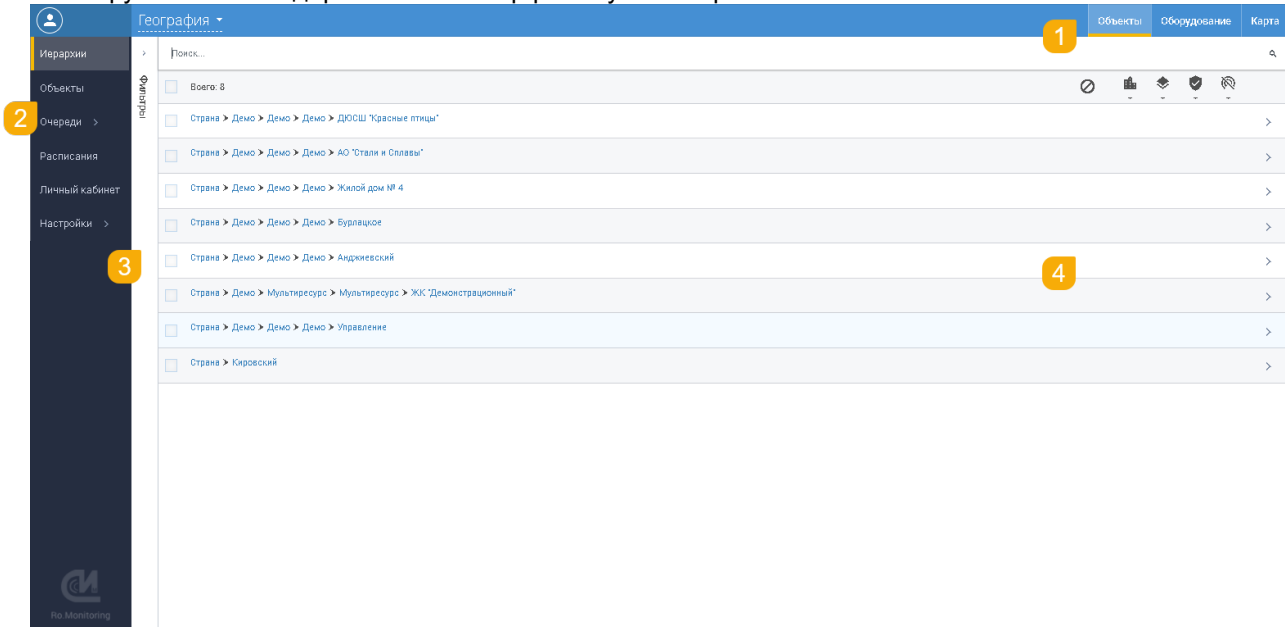 География
1
Объекты Оборудование Карта
Иерархии
Поиск...
Фильтры
Объекты
Всего: 8
2
Очереди
Страна > Демо > Демо > Демо > ДЮСШ "Красные птицы"
Расписания
Страна > Демо > Демо > Демо > АО "Стали и Сплавы"
Личный кабинет
Страна > Демо > Демо > Демо > Жилой дом № 4
Настройки
Страна > Демо > Демо > Демо > Бурлацкое
3
Страна > Демо > Демо > Демо > Анджиевский
4
Страна > Демо > Мультиресурс > Мультиресурс > ЖК "Демонстрационный"
Страна > Демо > Демо > Демо > Управление
Страна > Кировский
Ro.Monitoring